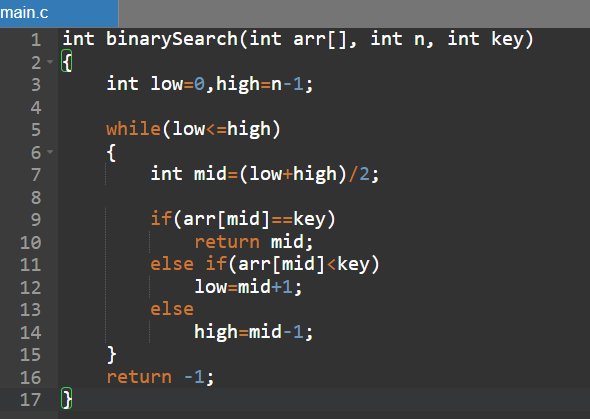 main.c
1 int binarySearch(int arr[], int n, int key)
2 {
3     int low=0,high=n-1;
4
5     while(low<=high)
6     {
7         int mid=(low+high)/2;
8
9         if(arr[mid]==key)
10             return mid;
11         else if(arr[mid]<key)
12             low=mid+1;
13         else
14             high=mid-1;
15     }
16     return -1;
17 }